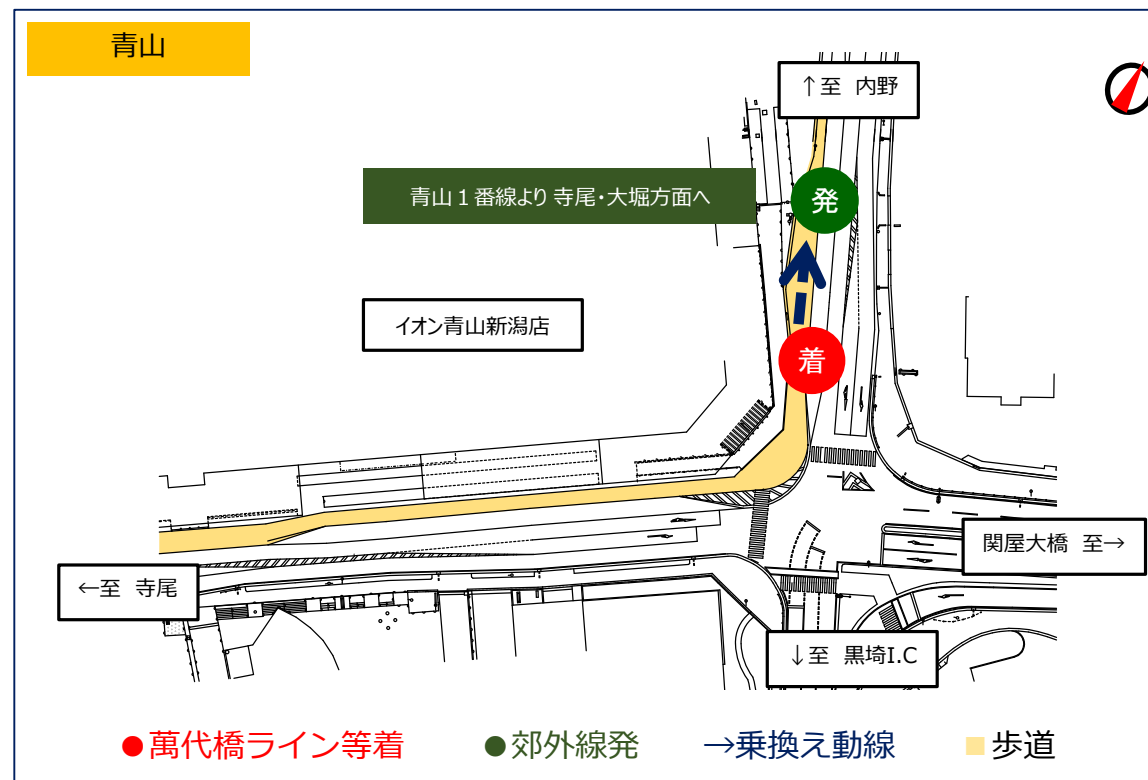 青山
↑至 内野
青山１番線より 寺尾・大堀方面へ
発
イオン青山新潟店
着
関屋大橋 至→
←至 寺尾
↓至 黒埼I.C
●萬代橋ライン等着 ●郊外線発 →乗換え動線 ■歩道